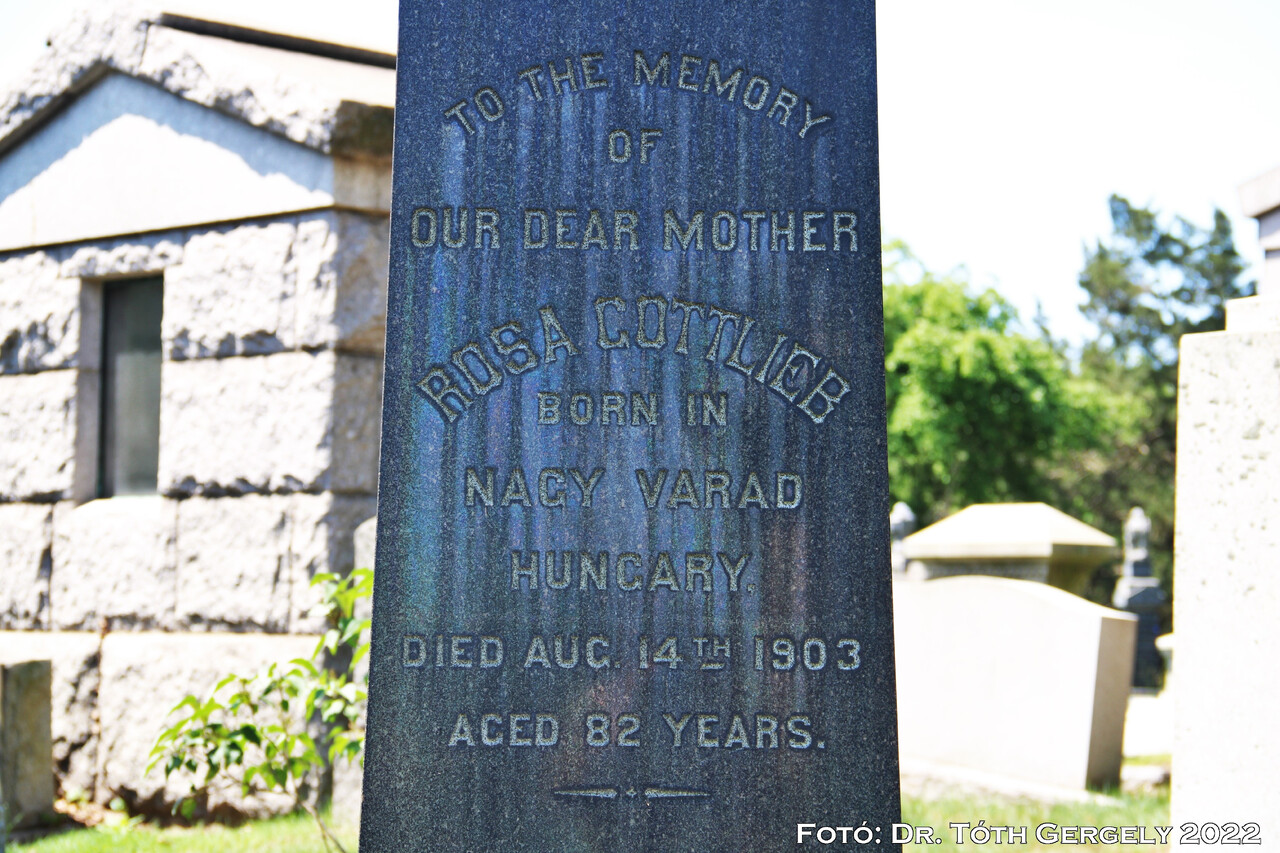 TO THE MEMORY
OF
OUR DEAR MOTHER
ROSA GOTTLIEB
BORN IN
NAGY VARAD
HUNGARY,
DIED AUG. 14TH 1903
AGED 82 YEARS.
Fotó: Dr. Tóth Gergely 2022